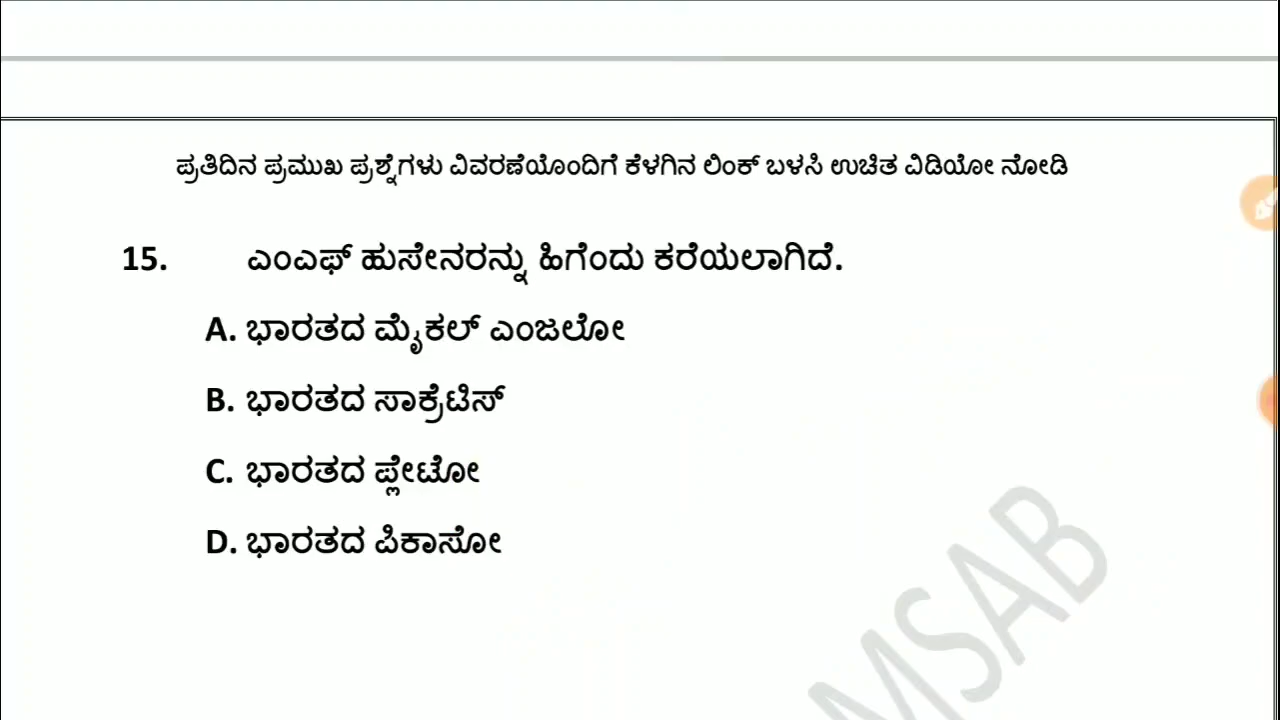 ಪ್ರತಿದಿನ ಪ್ರಮುಖ ಪ್ರಶ್ನೆಗಳು ವಿವರಣೆಯೊಂದಿಗೆ ಕೆಳಗಿನ ಲಿಂಕ್ ಬಳಸಿ ಉಚಿತ ವಿಡಿಯೋ ನೋಡಿ
15. ಎಂಎಫ್ ಹುಸೇನರನ್ನು ಹಿಗೆಂದು ಕರೆಯಲಾಗಿದೆ.
A. ಭಾರತದ ಮೈಕಲ್ ಎಂಜಲೋ
B. ಭಾರತದ ಸಾಕ್ರೆಟಿಸ್
C. ಭಾರತದ ಪ್ಲೇಟೋ
D. ಭಾರತದ ಪಿಕಾಸೋ
MSAB